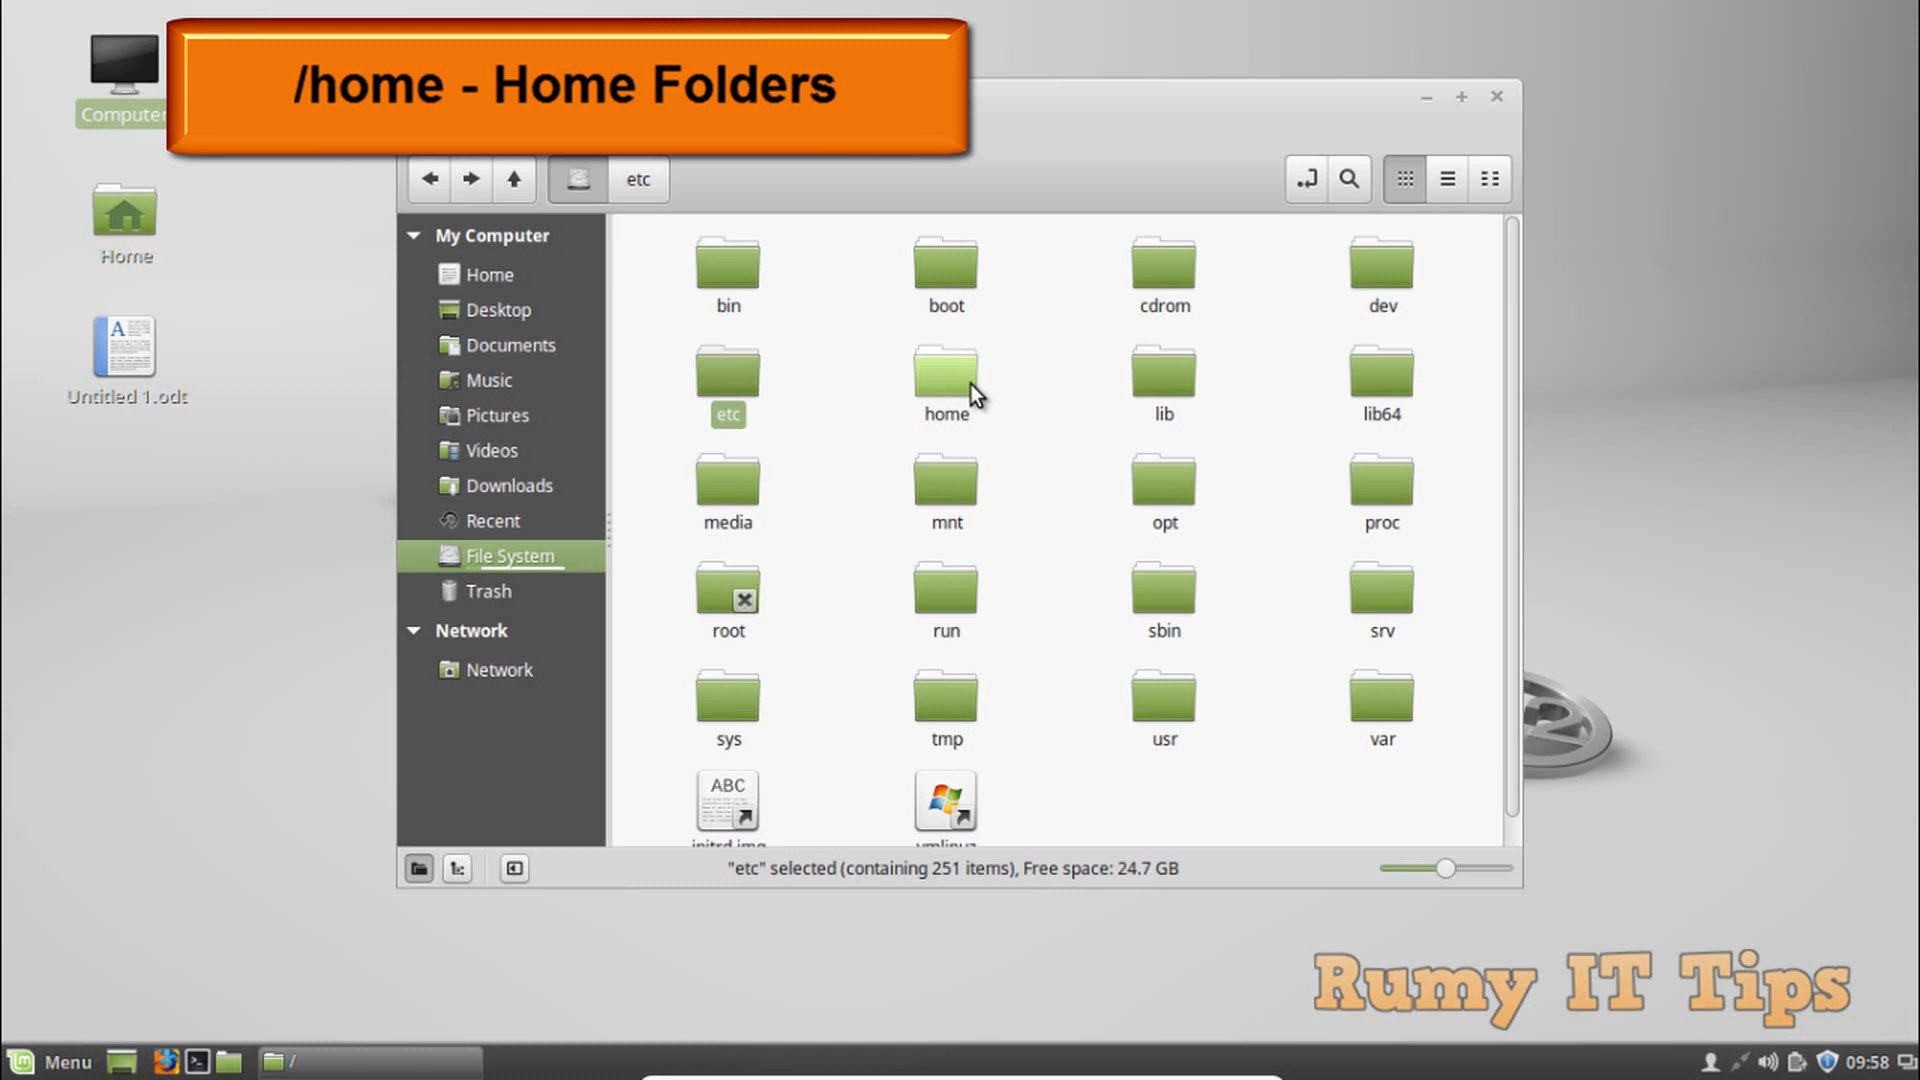 /home - Home Folders
Computer
Home
Untitled 1.odt
etc
My Computer
Home
Desktop
Documents
Music
Pictures
Videos
Downloads
Recent
File System
Trash
Network
Network
bin boot cdrom dev
etc home lib lib64
media mnt opt proc
root run sbin srv
sys tmp usr var
ABC
initrd.img vmlinuz
"etc" selected (containing 251 items), Free space: 24.7 GB
Rumy IT Tips
Menu / 09:58